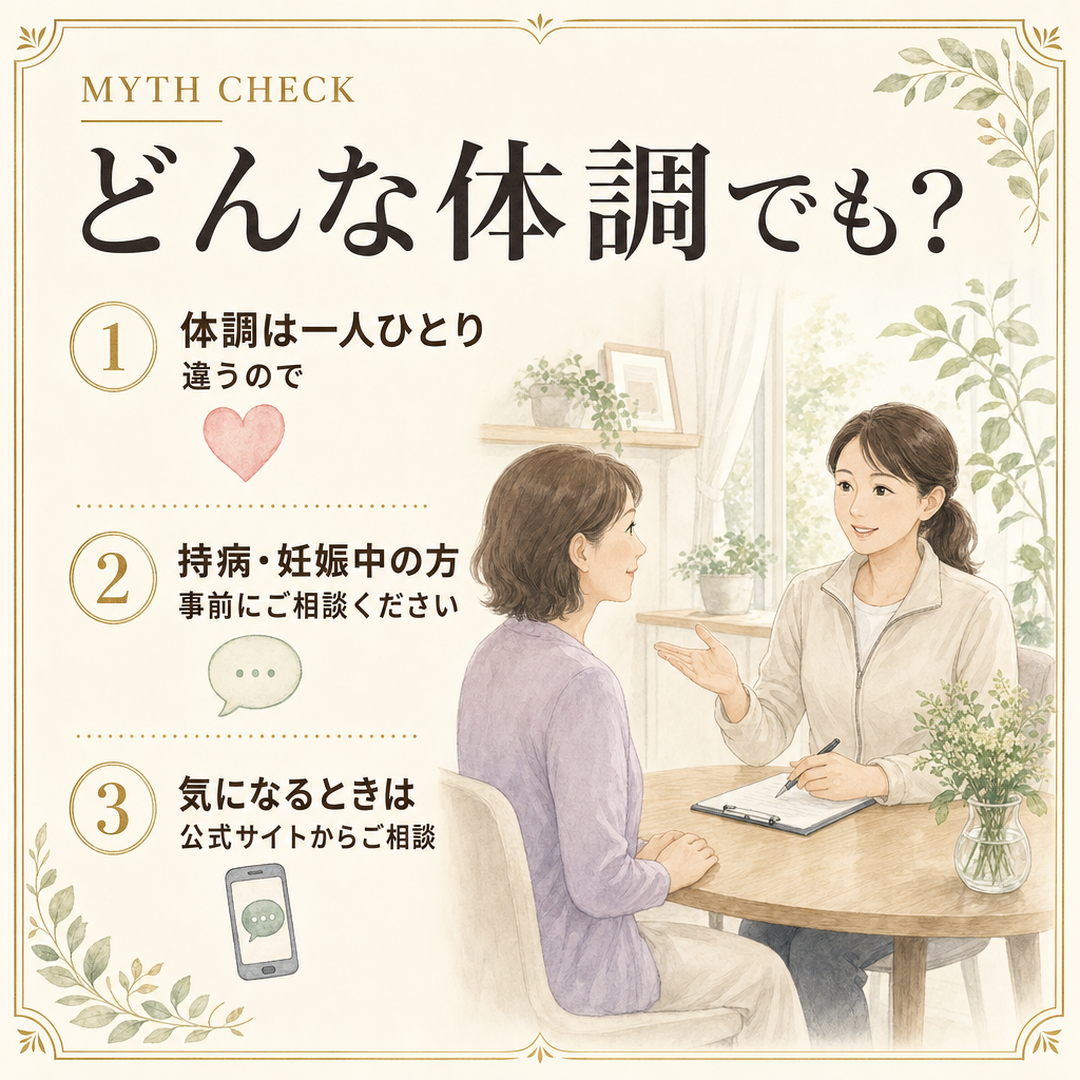 MYTH CHECK
どんな体調でも？
1
体調は一人ひとり
違うので
2
持病・妊娠中の方
事前にご相談ください
3
気になるときは
公式サイトからご相談